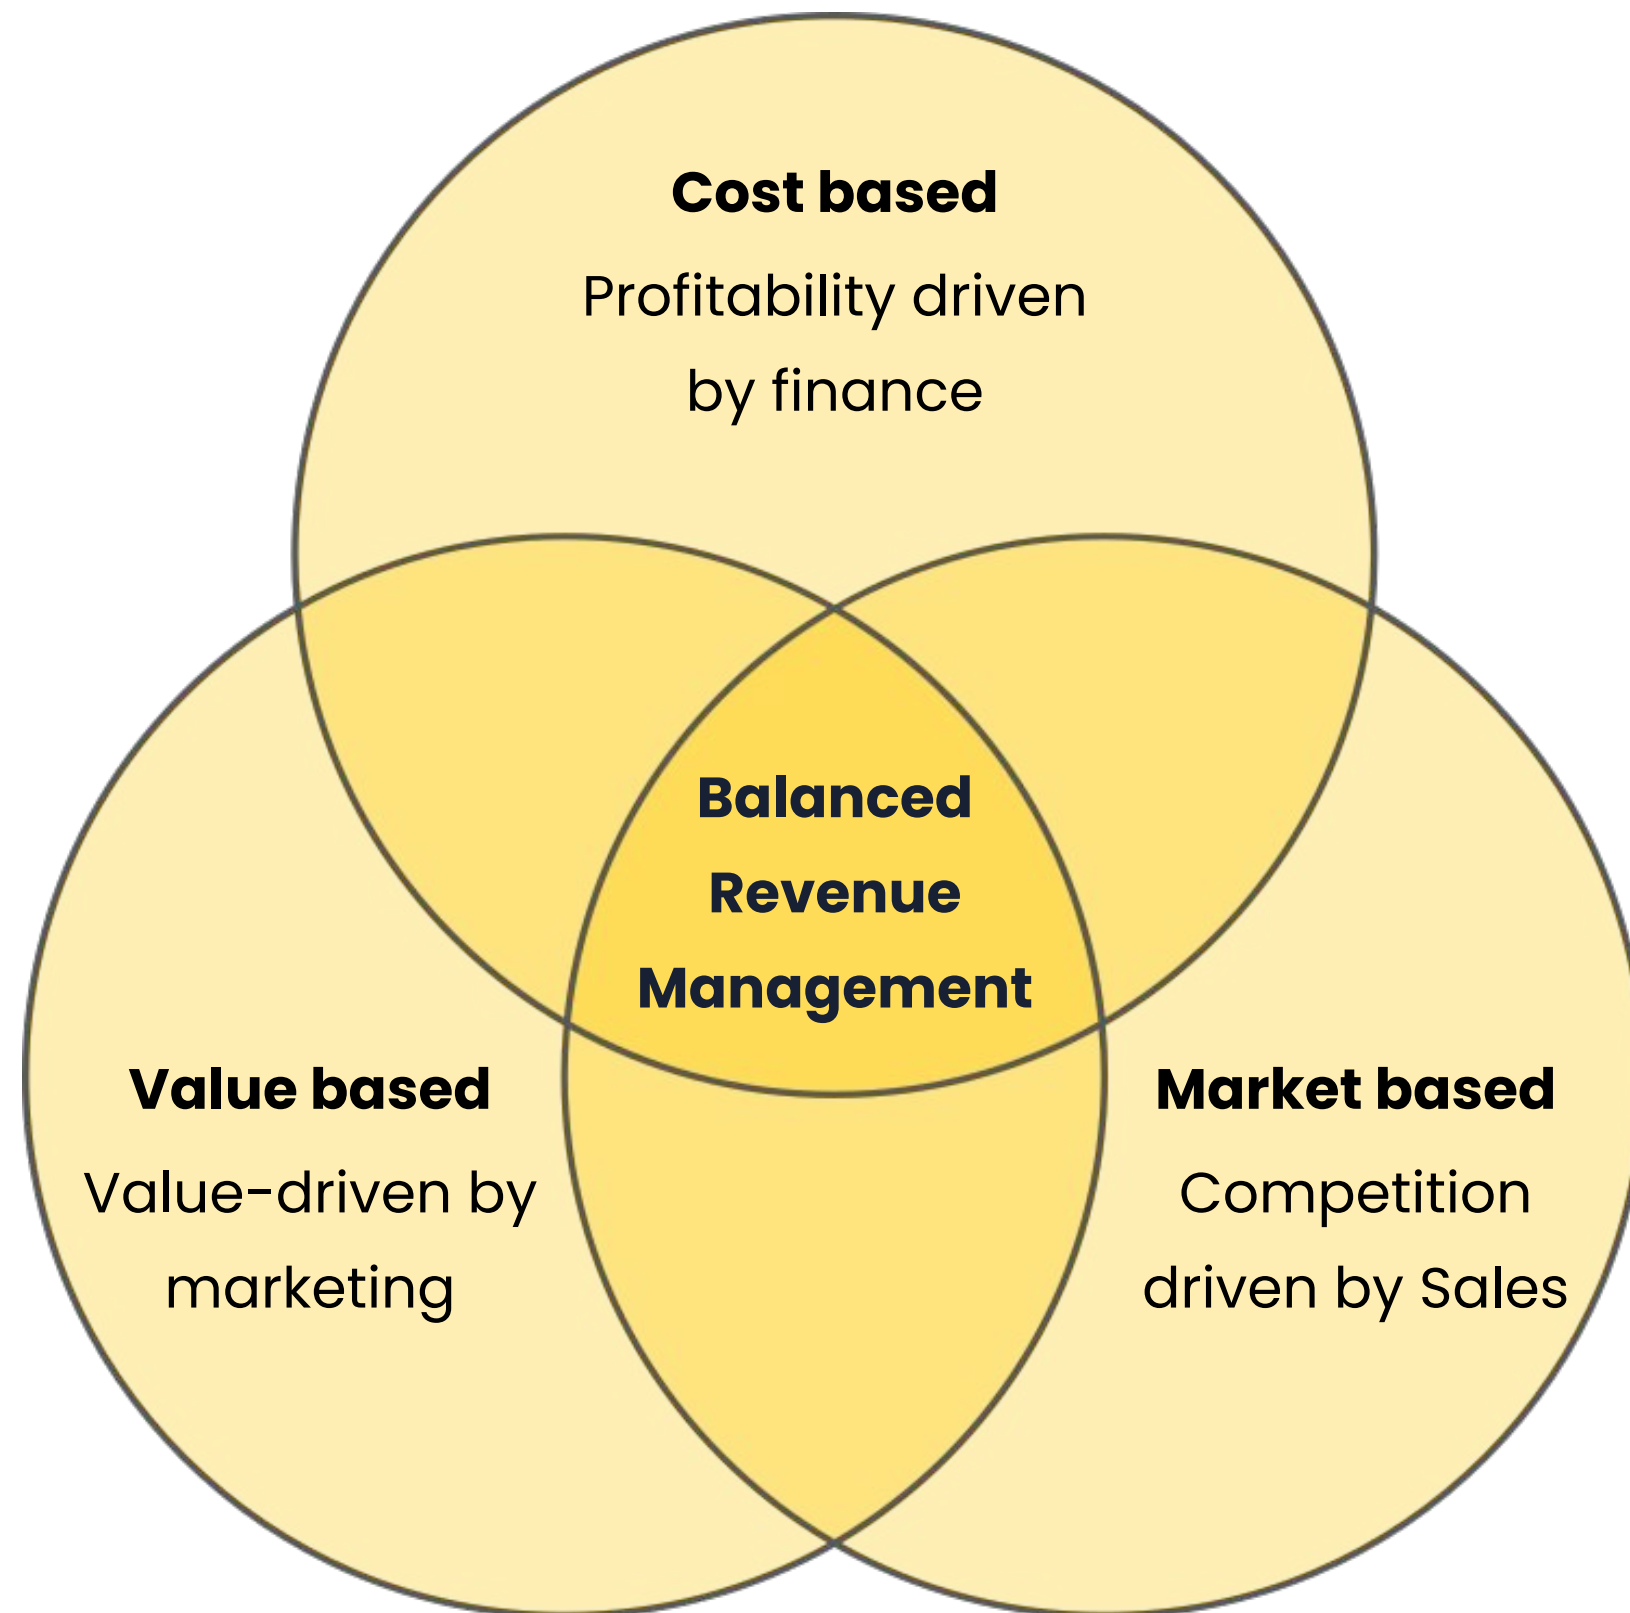 Cost based
Profitability driven
by finance
Balanced
Revenue
Management
Value based
Value-driven by
marketing
Market based
Competition
driven by Sales